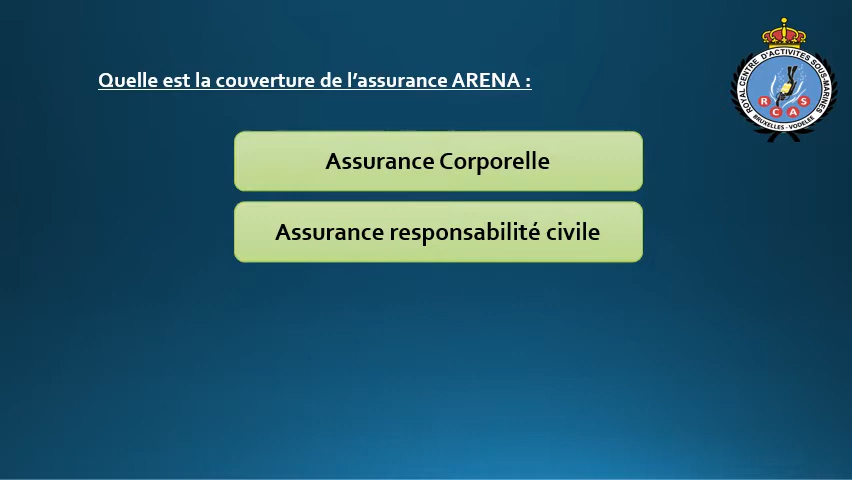 Quelle est la couverture de l’assurance ARENA :
Assurance Corporelle
Assurance responsabilité civile
ROYAL CENTRE D'ACTIVITES SOUS-MARINES
R C A S
BRUXELLES - VODELEE